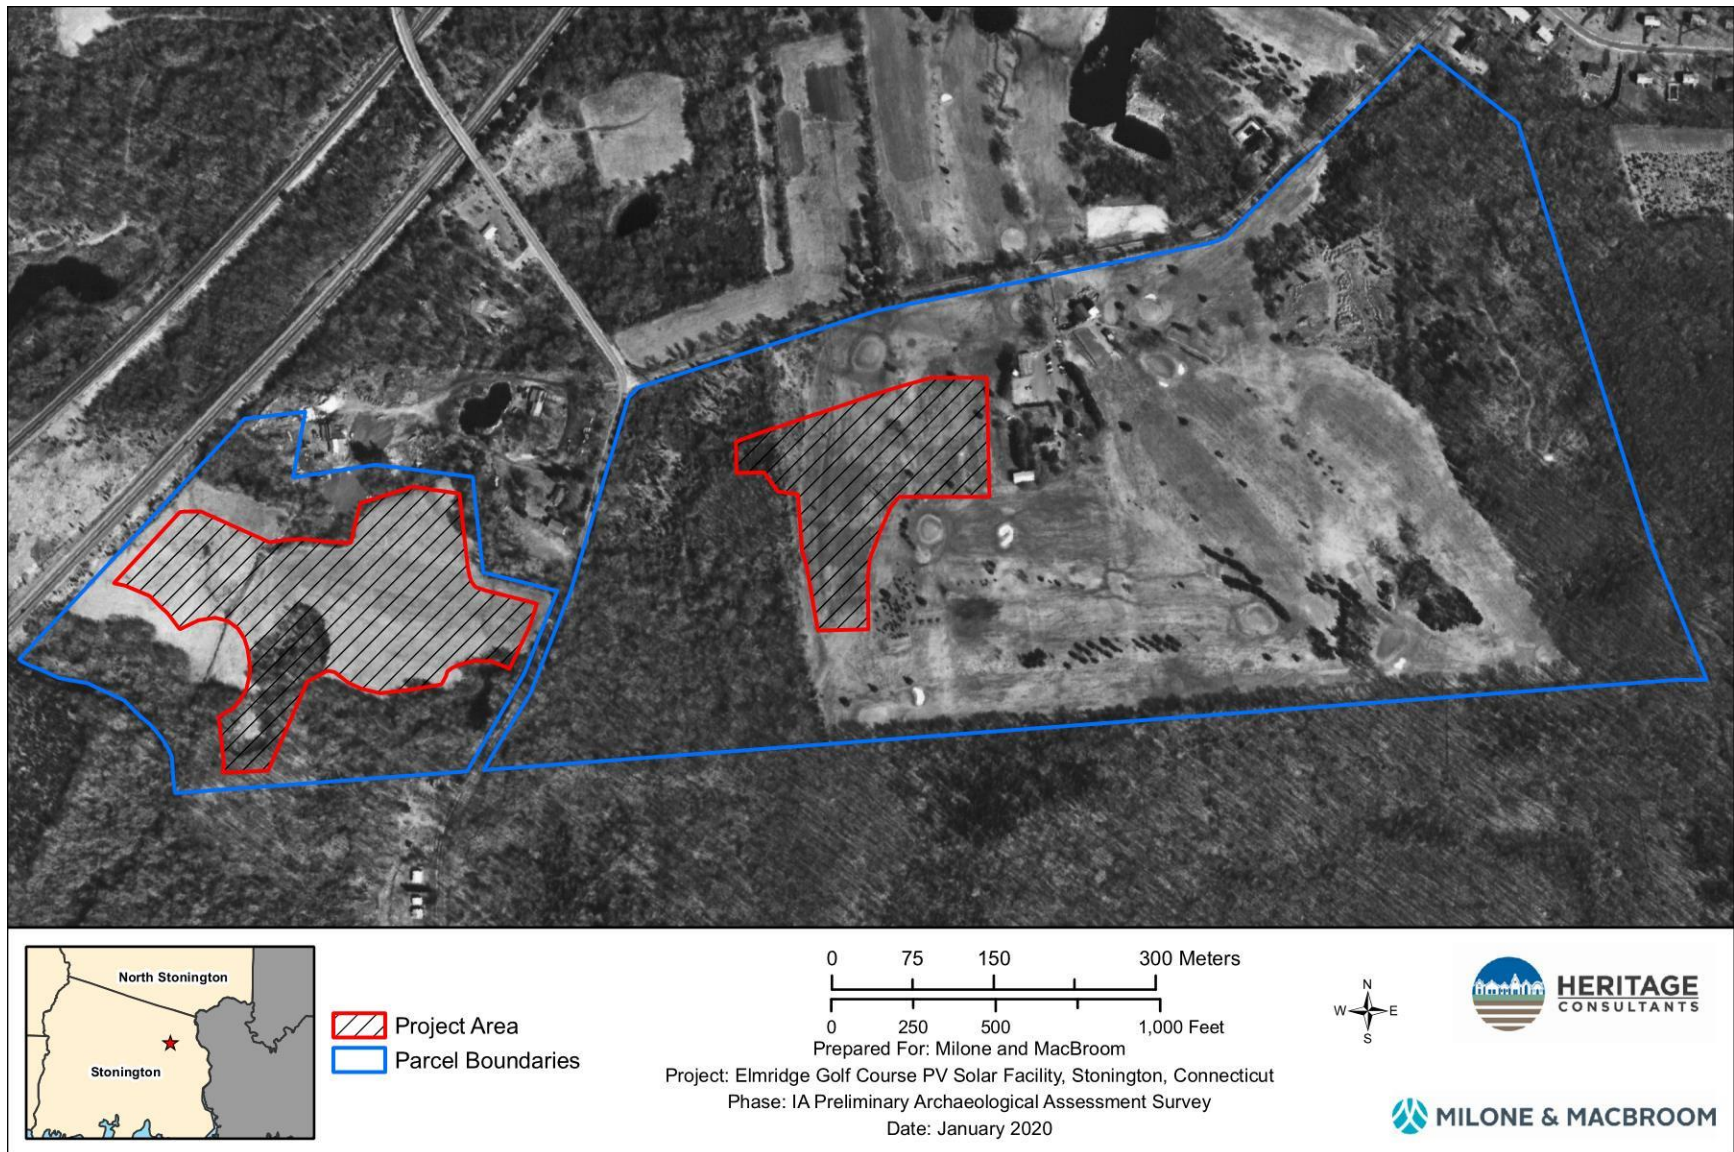 North Stonington
Stonington
Project Area
Parcel Boundaries
0 75 150 300 Meters
0 250 500 1,000 Feet
Prepared For: Milone and MacBroom
Project: Elmridge Golf Course PV Solar Facility, Stonington, Connecticut
Phase: IA Preliminary Archaeological Assessment Survey
Date: January 2020
N
W E
S
HERITAGE
CONSULTANTS
MILONE & MACBROOM